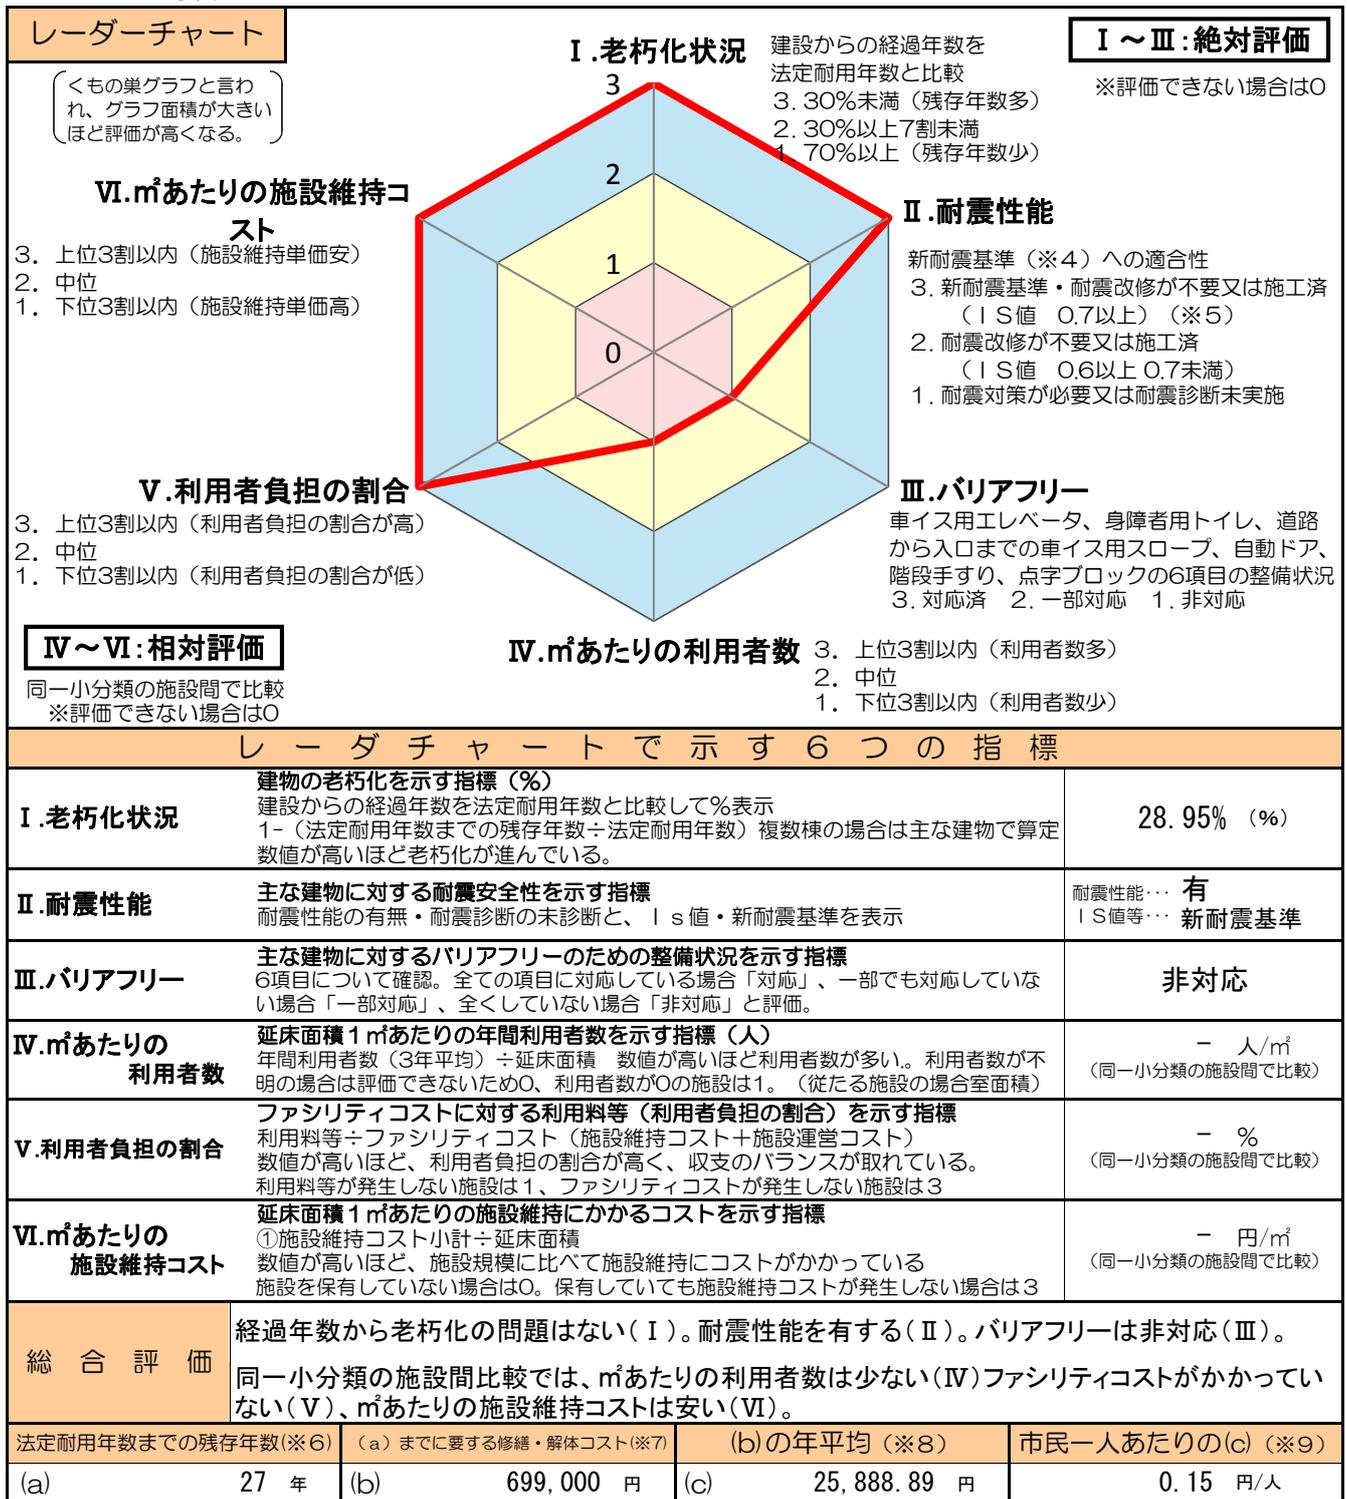 レーダーチャート
くもの巣グラフと言わ
れ、グラフ面積が大きい
ほど評価が高くなる。
Ⅰ～Ⅲ：絶対評価
※評価できない場合は0
Ⅰ.老朽化状況
建設からの経過年数を
法定耐用年数と比較
3. 30%未満（残存年数多）
2. 30%以上7割未満
1. 70%以上（残存年数少）
3
2
1
0
Ⅱ.耐震性能
新耐震基準（※4）への適合性
3. 新耐震基準・耐震改修が不要又は施工済
（ＩＳ値　0.7以上）（※5）
2. 耐震改修が不要又は施工済
（ＩＳ値　0.6以上 0.7未満）
1. 耐震対策が必要又は耐震診断未実施
Ⅵ.㎡あたりの施設維持コ
スト
3. 上位3割以内（施設維持単価安）
2. 中位
1. 下位3割以内（施設維持単価高）
Ⅴ.利用者負担の割合
3. 上位3割以内（利用者負担の割合が高）
2. 中位
1. 下位3割以内（利用者負担の割合が低）
Ⅲ.バリアフリー
車イス用エレベータ、身障者用トイレ、道路
から入口までの車イス用スロープ、自動ドア、
階段手すり、点字ブロックの6項目の整備状況
3. 対応済　2. 一部対応　1. 非対応
Ⅳ～Ⅵ：相対評価
同一小分類の施設間で比較
※評価できない場合は0
Ⅳ.㎡あたりの利用者数
3. 上位3割以内（利用者数多）
2. 中位
1. 下位3割以内（利用者数少）
レーダチャートで示す6つの指標
Ⅰ.老朽化状況
建物の老朽化を示す指標（%）
建設からの経過年数を法定耐用年数と比較して%表示
1-（法定耐用年数までの残存年数÷法定耐用年数）複数棟の場合は主な建物で算定
数値が高いほど老朽化が進んでいる。
28.95%（%）
Ⅱ.耐震性能
主な建物に対する耐震安全性を示す指標
耐震性能の有無・耐震診断の未診断と、Ｉｓ値・新耐震基準を表示
耐震性能･･･ 有
ＩＳ値等･･･ 新耐震基準
Ⅲ.バリアフリー
主な建物に対するバリアフリーのための整備状況を示す指標
6項目について確認。全ての項目に対応している場合「対応」、一部でも対応していな
い場合「一部対応」、全くしていない場合「非対応」と評価。
非対応
Ⅳ.㎡あたりの
利用者数
延床面積１㎡あたりの年間利用者数を示す指標（人）
年間利用者数（3年平均）÷延床面積　数値が高いほど利用者数が多い。利用者数が不
明の場合は評価できないため0、利用者数が0の施設は1。（従たる施設の場合室面積）
－　人/㎡
（同一小分類の施設間で比較）
Ⅴ.利用者負担の割合
ファシリティコストに対する利用料等（利用者負担の割合）を示す指標
利用料等÷ファシリティコスト（施設維持コスト＋施設運営コスト）
数値が高いほど、利用者負担の割合が高く、収支のバランスが取れている。
利用料等が発生しない施設は１、ファシリティコストが発生しない施設は３
－　%
（同一小分類の施設間で比較）
Ⅵ.㎡あたりの
施設維持コスト
延床面積１㎡あたりの施設維持にかかるコストを示す指標
①施設維持コスト小計÷延床面積
数値が高いほど、施設規模に比べて施設維持にコストがかかっている
施設を保有していない場合は0。保有していても施設維持コストが発生しない場合は３
－　円/㎡
（同一小分類の施設間で比較）
総合評価
経過年数から老朽化の問題はない（Ⅰ）。耐震性能を有する（Ⅱ）。バリアフリーは非対応（Ⅲ）。
同一小分類の施設間比較では、㎡あたりの利用者数は少ない（Ⅳ）ファシリティコストがかかってい
ない（Ⅴ）、㎡あたりの施設維持コストは安い（Ⅵ）。
法定耐用年数までの残存年数(※6)
（a）までに要する修繕・解体コスト(※7)
(b)の年平均（※8）
市民一人あたりの(c)（※9）
(a)　27 年
(b)　699,000 円
(c)　25,888.89 円
0.15 円/人